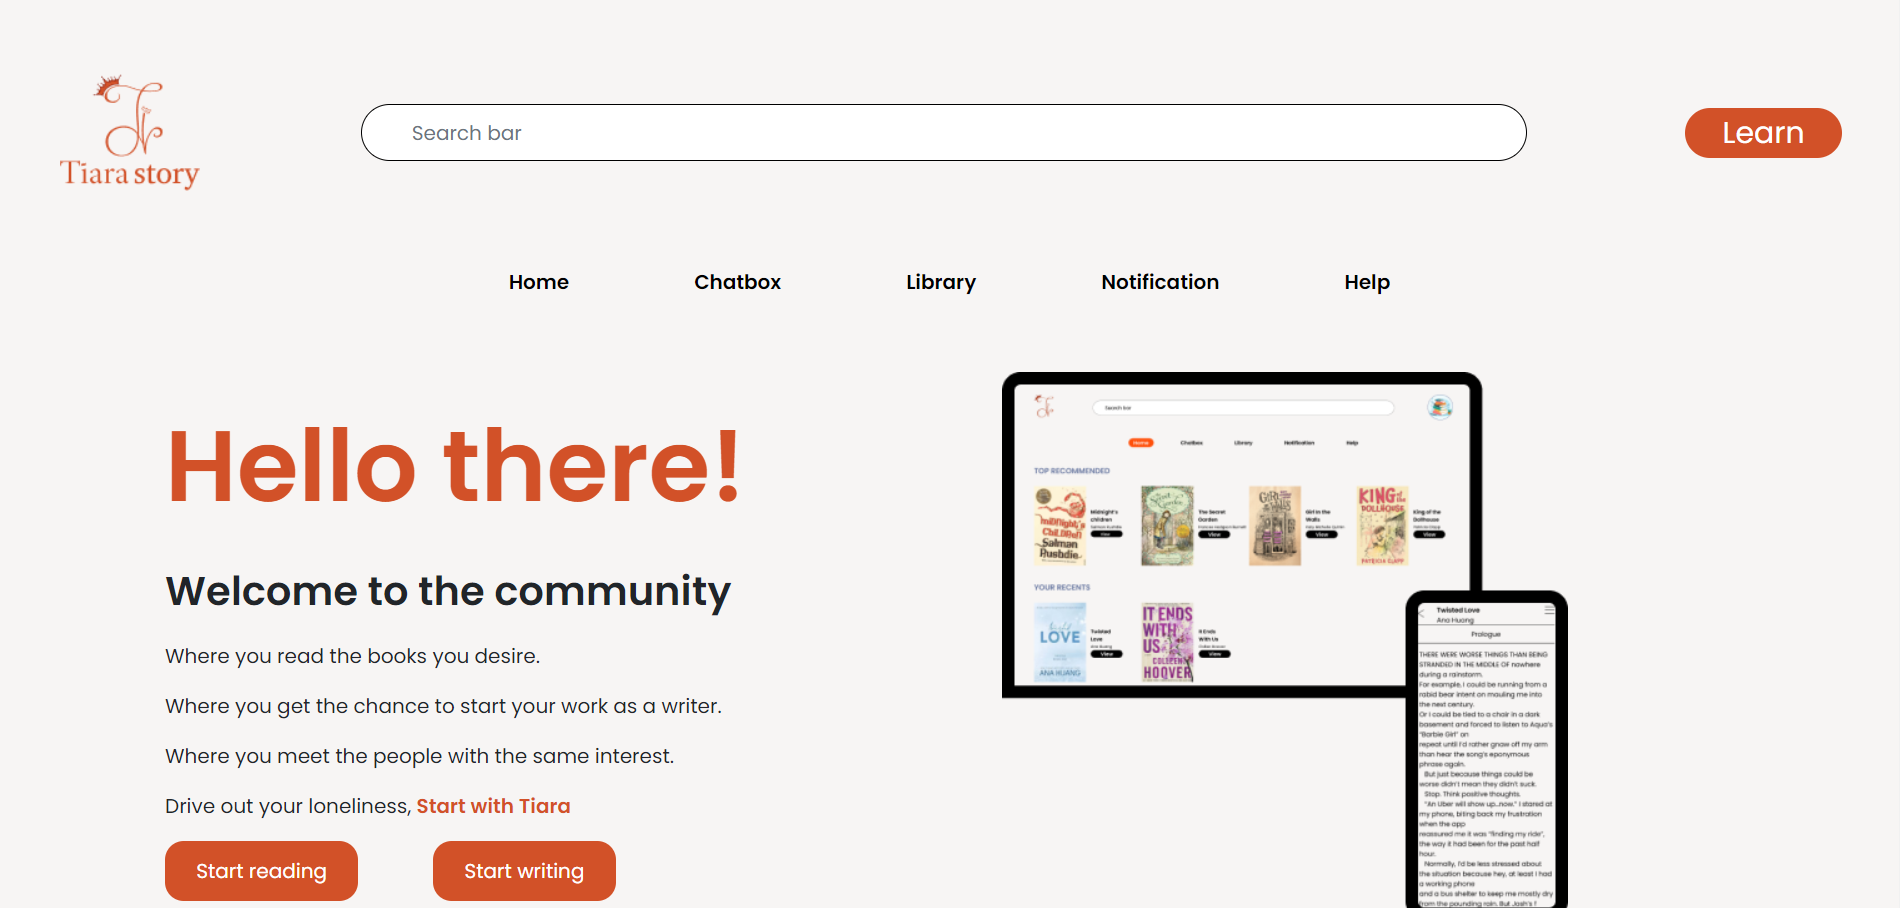 Tiara story
Search bar
Learn
Home Chatbox Library Notification Help
Hello there!
Welcome to the community
Where you read the books you desire.
Where you get the chance to start your work as a writer.
Where you meet the people with the same interest.
Drive out your loneliness, Start with Tiara
Start reading Start writing
Search bar
Home Chatbox Library Notification Help
TOP RECOMMENDED
MiDNighT's
CHiLDREN
Salman
Rushdie
Midnight's
Children
View
The Secret
Garden
View
GiRL
IN THE
WALLS
Girl in the
Walls
View
KING of
the
DOLLHOUSE
PATRICIA CLAPP
King of the
Dollhouse
View
YOUR RECENTS
LOVE
ANA HUANG
Twisted
Love
Ana Huang
View
IT ENDS
WITH
US
COLLEEN
HOOVER
It Ends
With Us
View
Twisted Love
Ana Huang
Prologue
THERE WERE WORSE THINGS THAN BEING
STRANDED IN THE MIDDLE OF nowhere
during a rainstorm.
For example, I could be running from a
rabid bear intent on mauling me into
the next century.
Or I could be tied to a chair in a dark
basement and forced to listen to Aqua's
"Barbie Girl" on
repeat until I'd rather gnaw off my arm
than hear the song's eponymous
phrase again.
But just because things could be
worse didn't mean they didn't suck.
Stop. Think positive thoughts.
"An Uber will show up...now." I stared at
my phone, biting back my frustration
when the app
reassured me it was "finding my ride",
the way it had been for the past half
hour.
Normally, I'd be less stressed about
the situation because hey, at least I had
a working phone
and a bus shelter to keep me mostly dry
from the pounding rain. But Josh's f